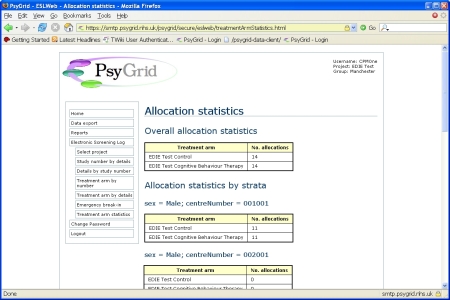 PsyGrid - ESLWeb - Allocation statistics - Mozilla Firefox
File Edit View Go Bookmarks Tools Help
https://smtp.psygrid.nhs.uk/psygrid/secure/eslweb/treatmentArmStatistics.html
Go
Getting Started Latest Headlines TWiki User Authenticat... PsyGrid - Login /psygrid-data-client/ PsyGrid - Login
PsyGrid
Username: CPMOne
Project: EDIE Test
Group: Manchester
Home
Data export
Reports
Electronic Screening Log
Select project
Study number by details
Details by study number
Treatment arm by number
Treatment arm by details
Emergency break-in
Treatment arm statistics
Change Password
Logout
Allocation statistics
Overall allocation statistics
Treatment arm No. allocations
EDIE Test Control 14
EDIE Test Cognitive Behaviour Therapy 14
Allocation statistics by strata
sex = Male; centreNumber = 001001
Treatment arm No. allocations
EDIE Test Control 11
EDIE Test Cognitive Behaviour Therapy 11
sex = Male; centreNumber = 002001
Treatment arm No. allocations
EDIE Test Control 0
Done
smtp.psygrid.nhs.uk